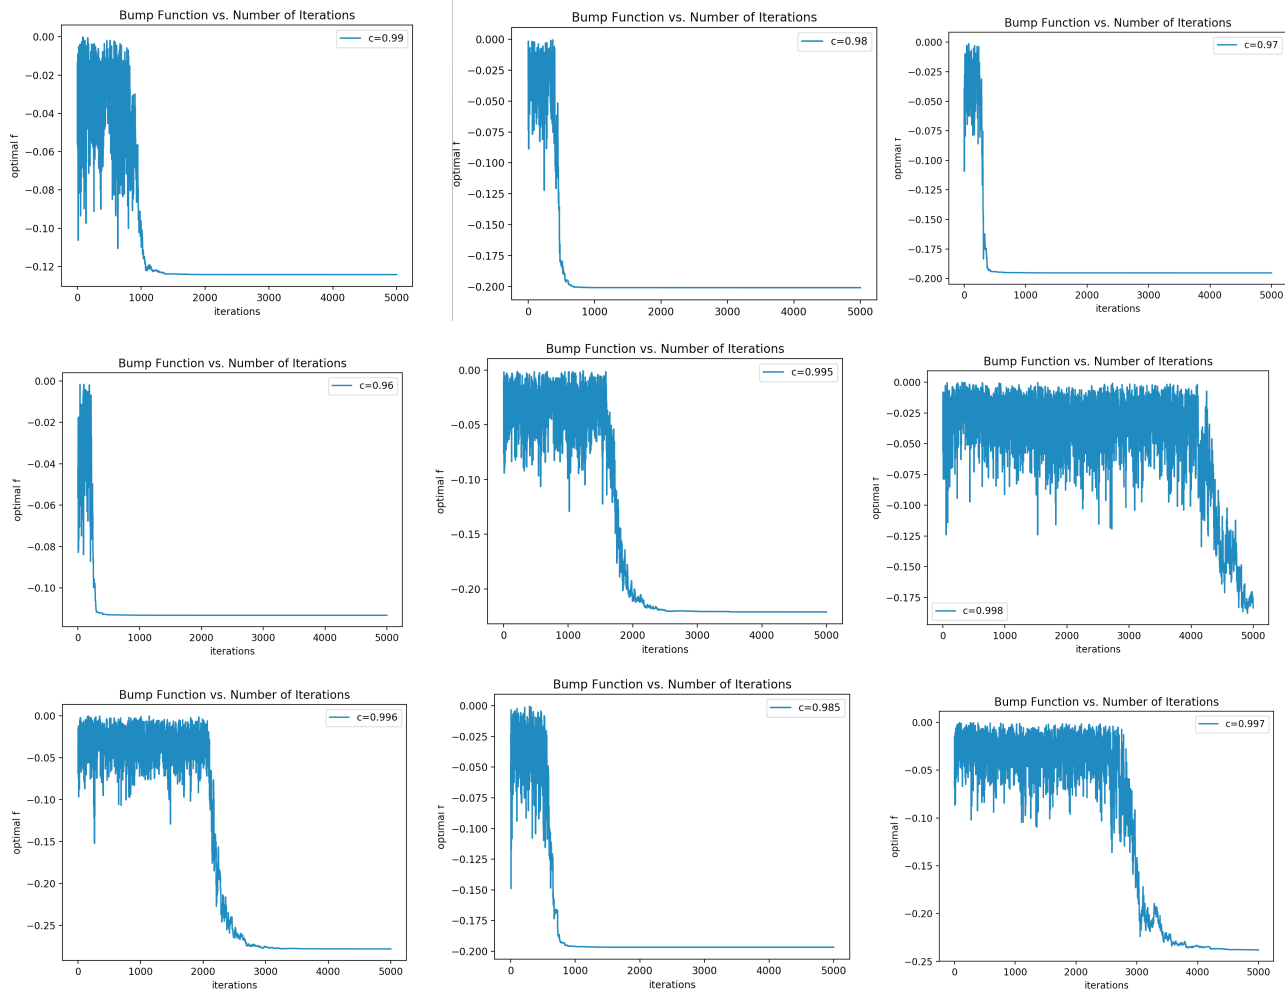 Bump Function vs. Number of Iterations
c=0.99
0.00
−0.02
−0.04
−0.06
−0.08
−0.10
−0.12
optimal f
0 1000 2000 3000 4000 5000
iterations
Bump Function vs. Number of Iterations
c=0.98
0.000
−0.025
−0.050
−0.075
−0.100
−0.125
−0.150
−0.175
−0.200
optimal f
0 1000 2000 3000 4000 5000
Bump Function vs. Number of Iterations
c=0.97
0.000
−0.025
−0.050
−0.075
−0.100
−0.125
−0.150
−0.175
−0.200
optimal f
0 1000 2000 3000 4000 5000
iterations
Bump Function vs. Number of Iterations
c=0.96
0.00
−0.02
−0.04
−0.06
−0.08
−0.10
optimal f
0 1000 2000 3000 4000 5000
iterations
Bump Function vs. Number of Iterations
c=0.995
0.00
−0.05
−0.10
−0.15
−0.20
optimal f
0 1000 2000 3000 4000 5000
iterations
Bump Function vs. Number of Iterations
0.000
−0.025
−0.050
−0.075
−0.100
−0.125
−0.150
−0.175
optimal f
c=0.998
0 1000 2000 3000 4000 5000
iterations
Bump Function vs. Number of Iterations
c=0.996
0.00
−0.05
−0.10
−0.15
−0.20
−0.25
optimal f
0 1000 2000 3000 4000 5000
iterations
Bump Function vs. Number of Iterations
c=0.985
0.000
−0.025
−0.050
−0.075
−0.100
−0.125
−0.150
−0.175
−0.200
optimal f
0 1000 2000 3000 4000 5000
iterations
Bump Function vs. Number of Iterations
c=0.997
0.00
−0.05
−0.10
−0.15
−0.20
−0.25
optimal f
0 1000 2000 3000 4000 5000
iterations